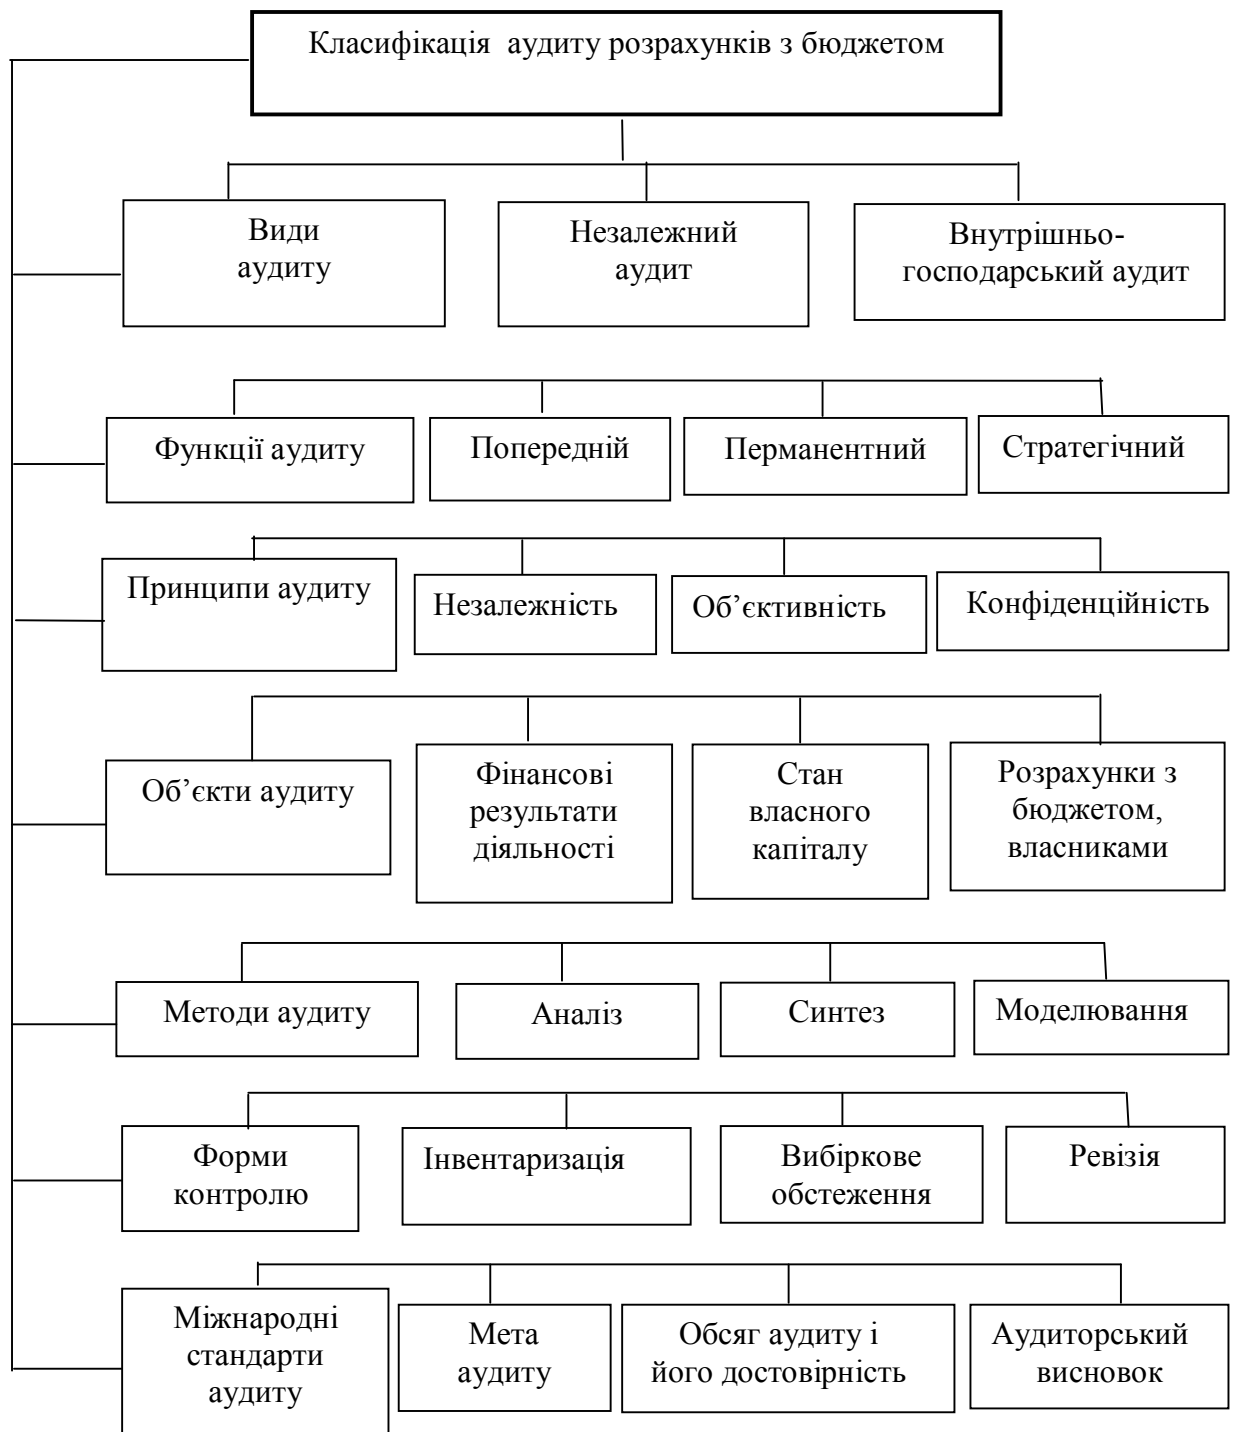 Класифікація аудиту розрахунків з бюджетом
Види
аудиту
Незалежний
аудит
Внутрішньо-
господарський аудит
Функції аудиту
Попередній
Перманентний
Стратегічний
Принципи аудиту
Незалежність
Об’єктивність
Конфіденційність
Об’єкти аудиту
Фінансові
результати
діяльності
Стан
власного
капіталу
Розрахунки з
бюджетом,
власниками
Методи аудиту
Аналіз
Синтез
Моделювання
Форми
контролю
Інвентаризація
Вибіркове
обстеження
Ревізія
Міжнародні
стандарти
аудиту
Мета
аудиту
Обсяг аудиту і
його достовірність
Аудиторський
висновок